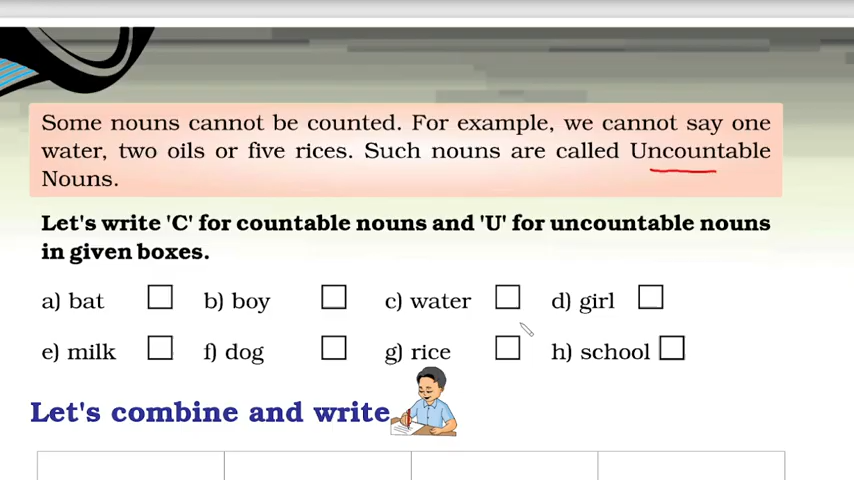 Some nouns cannot be counted. For example, we cannot say one
water, two oils or five rices. Such nouns are called Uncountable
Nouns.
Let's write 'C' for countable nouns and 'U' for uncountable nouns
in given boxes.
a) bat b) boy c) water d) girl
e) milk f) dog g) rice h) school
Let's combine and write